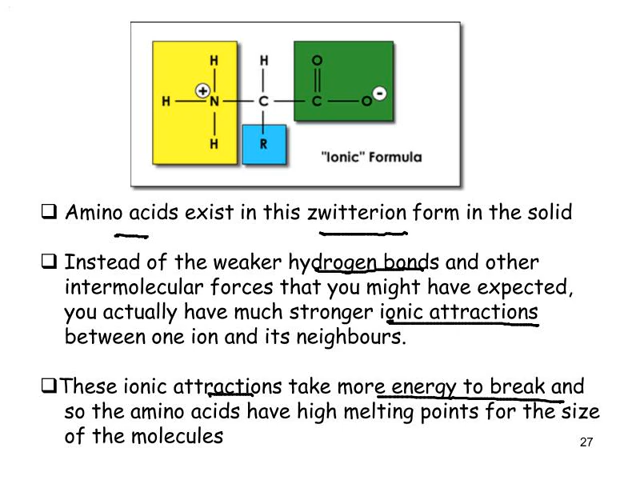 H H O
H N C C O
H R
"Ionic" Formula
❑ Amino acids exist in this zwitterion form in the solid
❑ Instead of the weaker hydrogen bonds and other
intermolecular forces that you might have expected,
you actually have much stronger ionic attractions
between one ion and its neighbours.
❑These ionic attractions take more energy to break and
so the amino acids have high melting points for the size
of the molecules
27